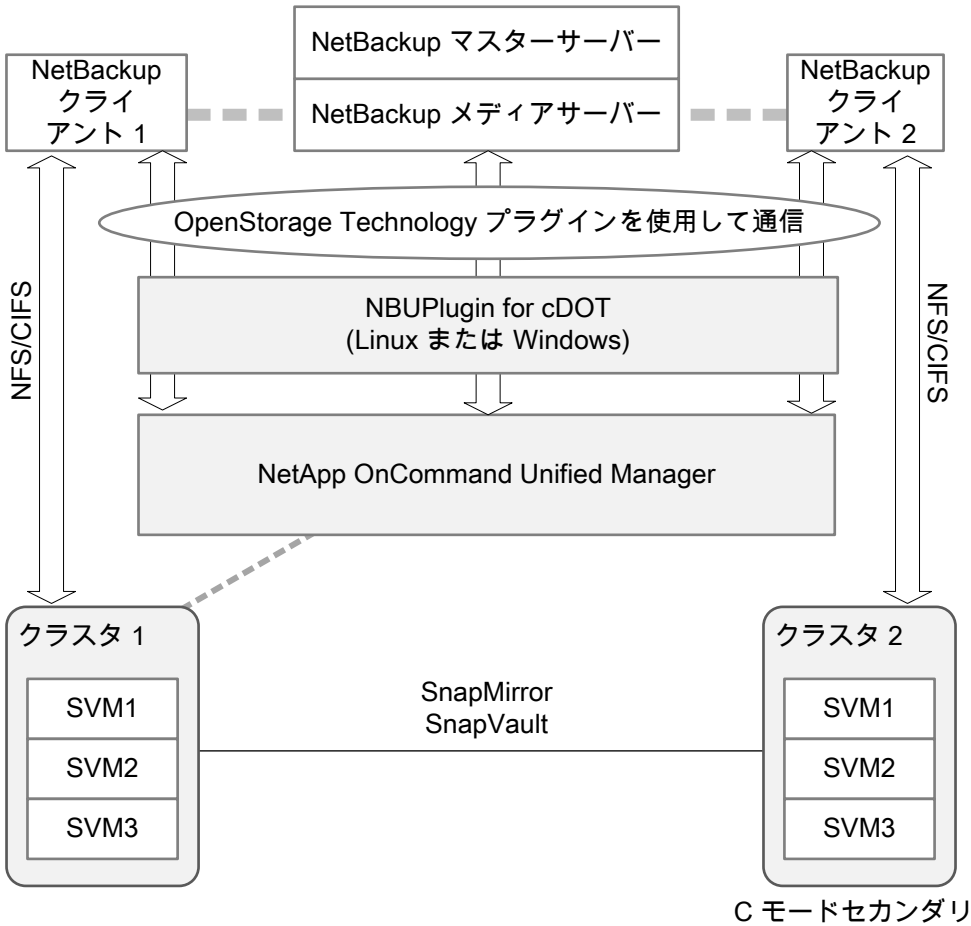 NetBackup マスターサーバー
NetBackup メディアサーバー
NetBackup
クライ
アント 1
NetBackup
クライ
アント 2
OpenStorage Technology プラグインを使用して通信
NBUPlugin for cDOT
(Linux または Windows)
NFS/CIFS
NFS/CIFS
NetApp OnCommand Unified Manager
クラスタ 1
SVM1
SVM2
SVM3
SnapMirror
SnapVault
クラスタ 2
SVM1
SVM2
SVM3
C モードセカンダリ